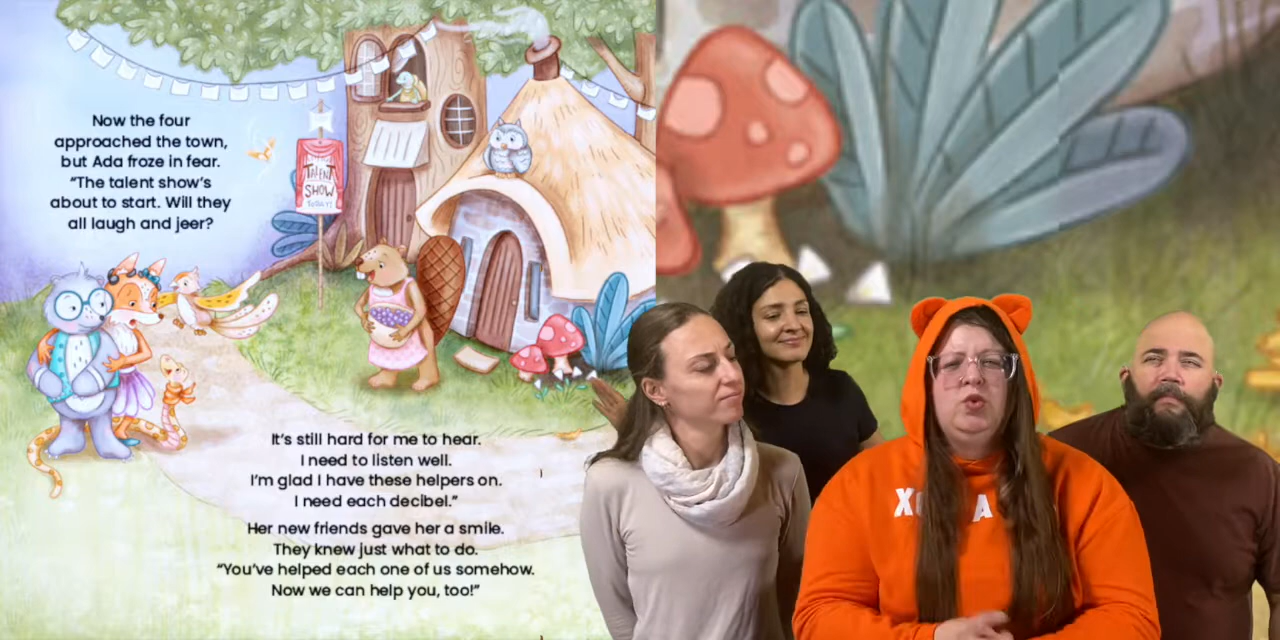 Now the four
approached the town,
but Ada froze in fear.
“The talent show’s
about to start. Will they
all laugh and jeer?
TALENT
SHOW
TODAY!
It’s still hard for me to hear.
I need to listen well.
I’m glad I have these helpers on.
I need each decibel.”
Her new friends gave her a smile.
They knew just what to do.
“You’ve helped each one of us somehow.
Now we can help you, too!”